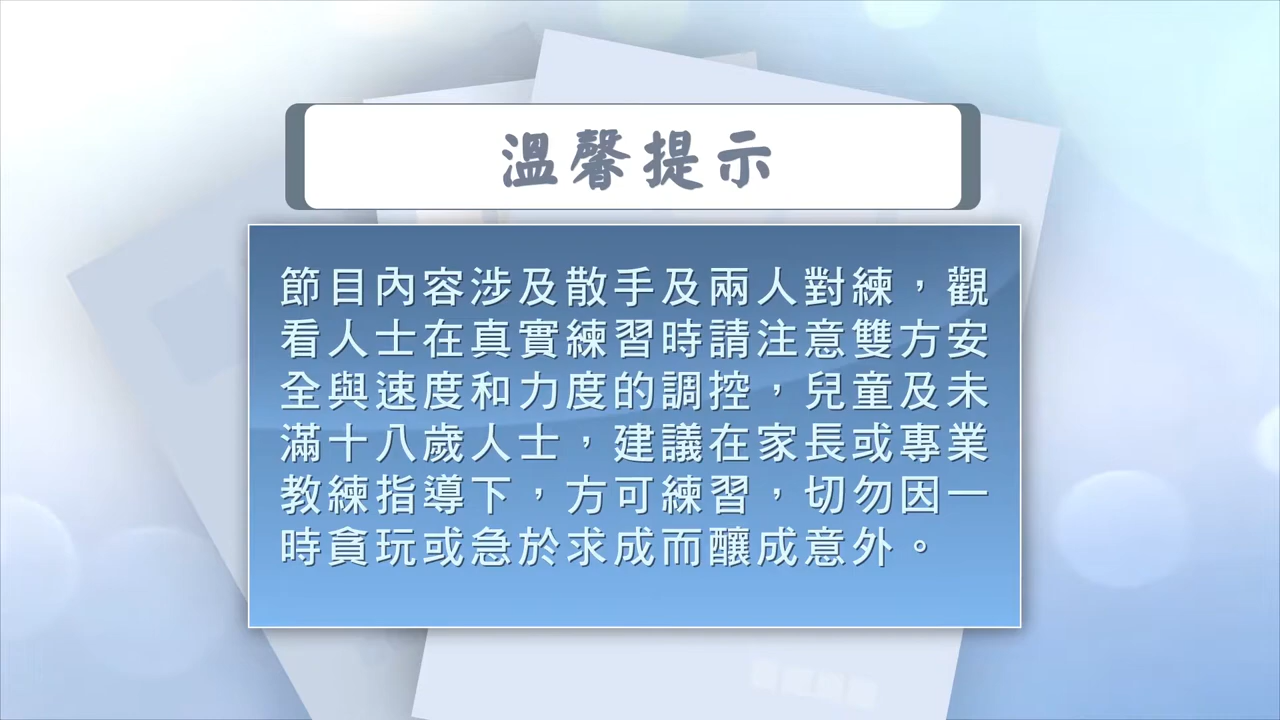 溫馨提示
節目內容涉及散手及兩人對練，觀
看人士在真實練習時請注意雙方安
全與速度和力度的調控，兒童及未
滿十八歲人士，建議在家長或專業
教練指導下，方可練習，切勿因一
時貪玩或急於求成而釀成意外。